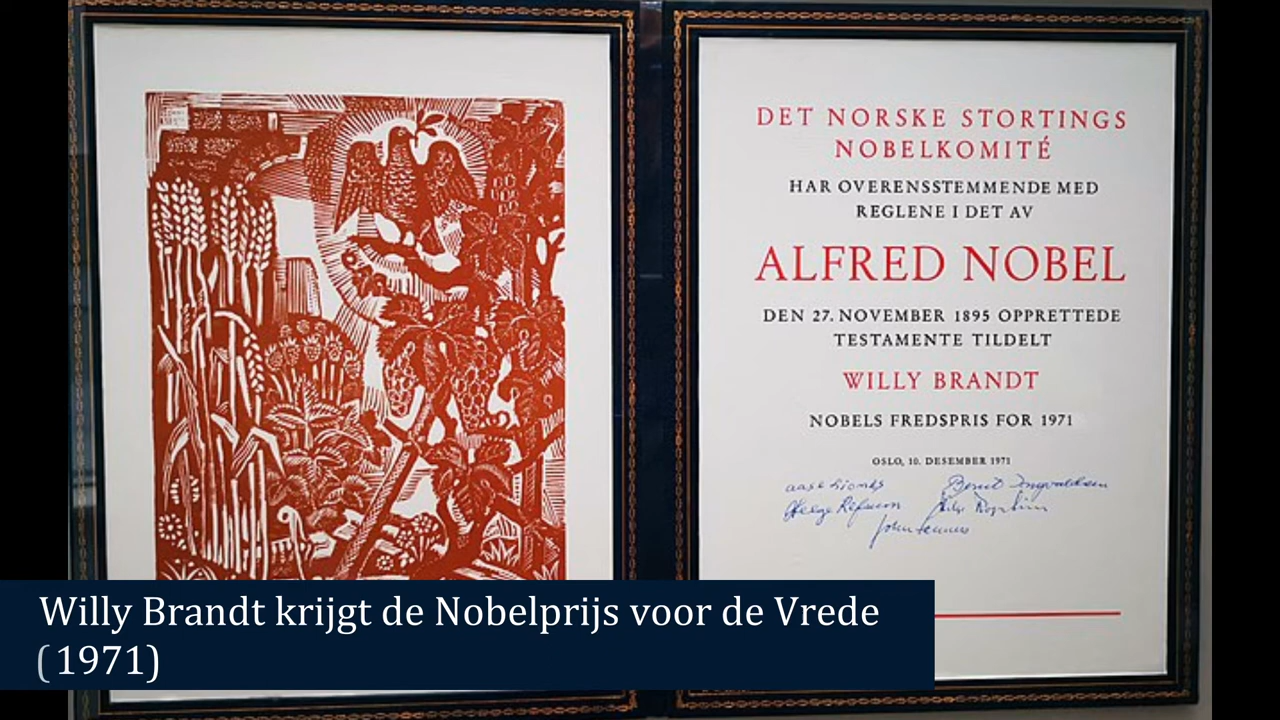 DET NORSKE STORTINGS
NOBELKOMITÉ
HAR OVERENSSTEMMENDE MED
REGLENE I DET AV
ALFRED NOBEL
DEN 27. NOVEMBER 1895 OPPRETTEDE
TESTAMENTE TILDELT
WILLY BRANDT
NOBELS FREDSPRIS FOR 1971
OSLO, 10. DESEMBER 1971
Willy Brandt krijgt de Nobelprijs voor de Vrede
(1971)